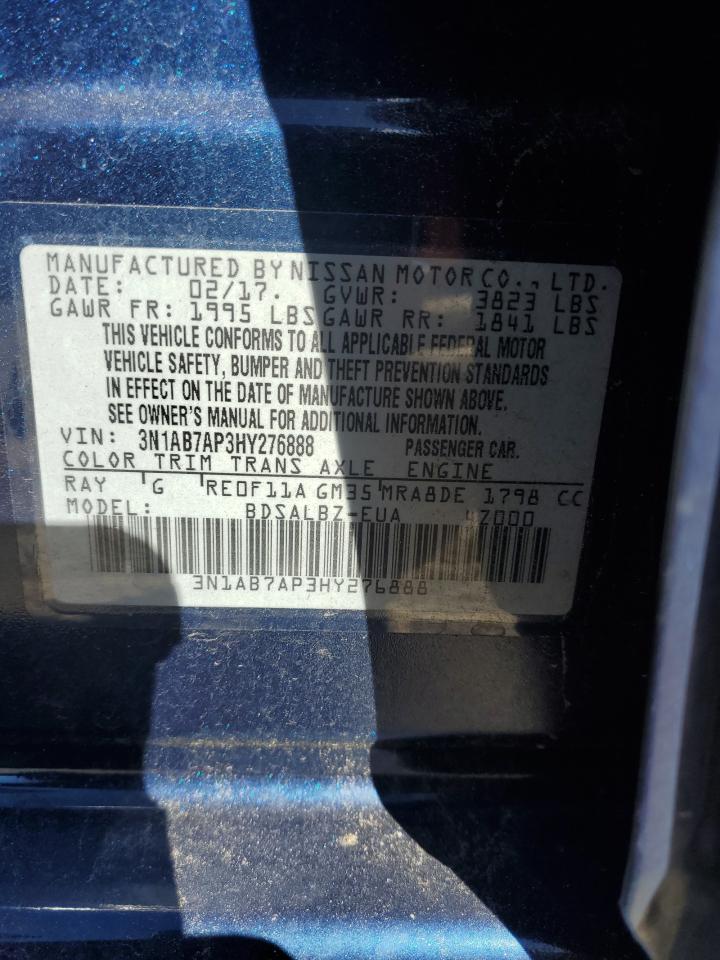 MANUFACTURED BY NISSAN MOTOR CO., LTD.
DATE: 02/17. GVWR: 3823 LBS
GAWR FR: 1995 LBS GAWR RR: 1841 LBS
THIS VEHICLE CONFORMS TO ALL APPLICABLE FEDERAL MOTOR
VEHICLE SAFETY, BUMPER AND THEFT PREVENTION STANDARDS
IN EFFECT ON THE DATE OF MANUFACTURE SHOWN ABOVE.
SEE OWNER'S MANUAL FOR ADDITIONAL INFORMATION.
VIN: 3N1AB7AP3HY276888 PASSENGER CAR.
COLOR TRIM TRANS AXLE ENGINE
RAY G RE0F11A GM35 MRA8DE 1798 CC
MODEL: BDSALBZ-EUA 4Z000
3N1AB7AP3HY276888